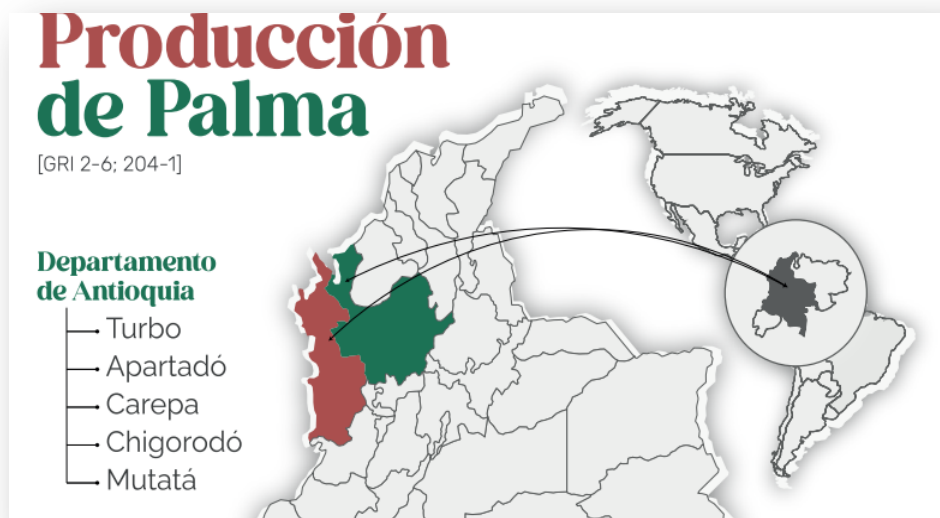 Producción
de Palma
[GRI 2-6; 204-1]
Departamento
de Antioquia
Turbo
Apartadó
Carepa
Chigorodó
Mutatá